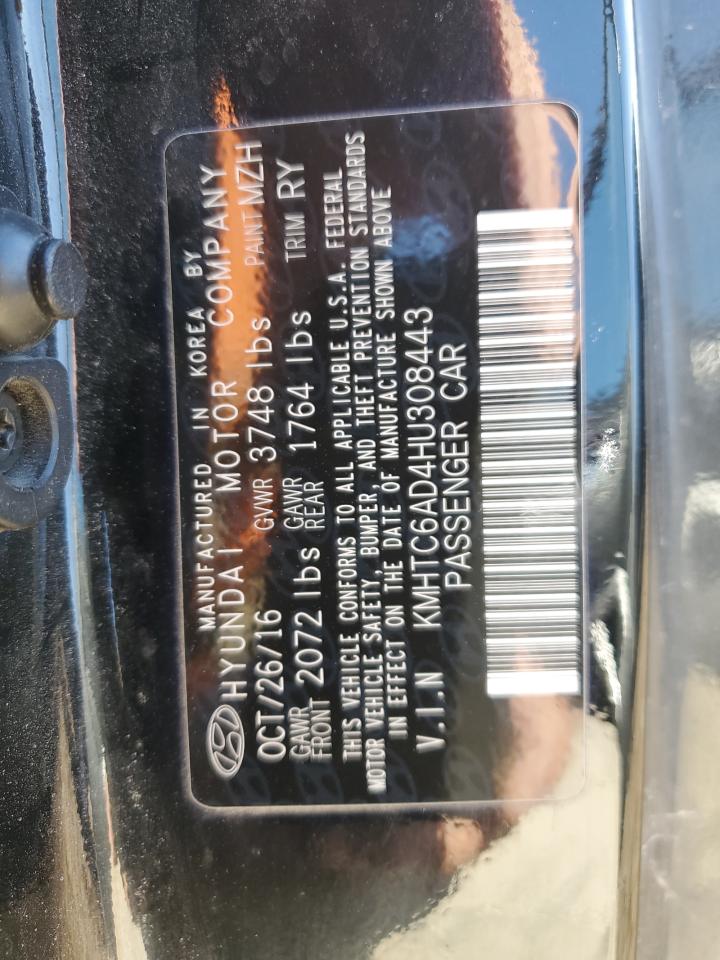 MANUFACTURED IN KOREA BY
HYUNDAI MOTOR COMPANY
OCT/26/16 GVWR 3748 lbs PAINT MZH
GAWR FRONT 2072 lbs GAWR REAR 1764 lbs TRIM RY
THIS VEHICLE CONFORMS TO ALL APPLICABLE U.S.A. FEDERAL
MOTOR VEHICLE SAFETY, BUMPER, AND THEFT PREVENTION STANDARDS
IN EFFECT ON THE DATE OF MANUFACTURE SHOWN ABOVE
V.I.N KMHTC6AD4HU308443
PASSENGER CAR